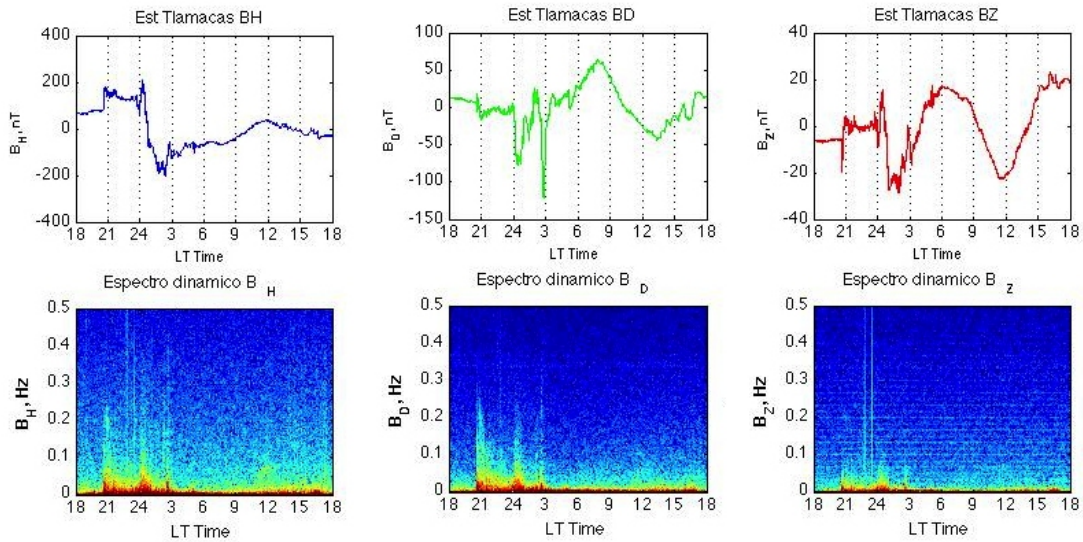 Est Tlamacas BH
400
200
0
-200
-400
B_H, nT
18 21 24 3 6 9 12 15 18
LT Time
Est Tlamacas BD
100
50
0
-50
-100
-150
B_D, nT
18 21 24 3 6 9 12 15 18
LT Time
Est Tlamacas BZ
40
20
0
-20
-40
B_Z, nT
18 21 24 3 6 9 12 15 18
LT Time
Espectro dinamico B H
0.5
0.4
0.3
0.2
0.1
0
B_H, Hz
18 21 24 3 6 9 12 15 18
LT Time
Espectro dinamico B D
0.5
0.4
0.3
0.2
0.1
0
B_D, Hz
18 21 24 3 6 9 12 15 18
LT Time
Espectro dinamico B Z
0.5
0.4
0.3
0.2
0.1
0
B_Z, Hz
18 21 24 3 6 9 12 15 18
LT Time